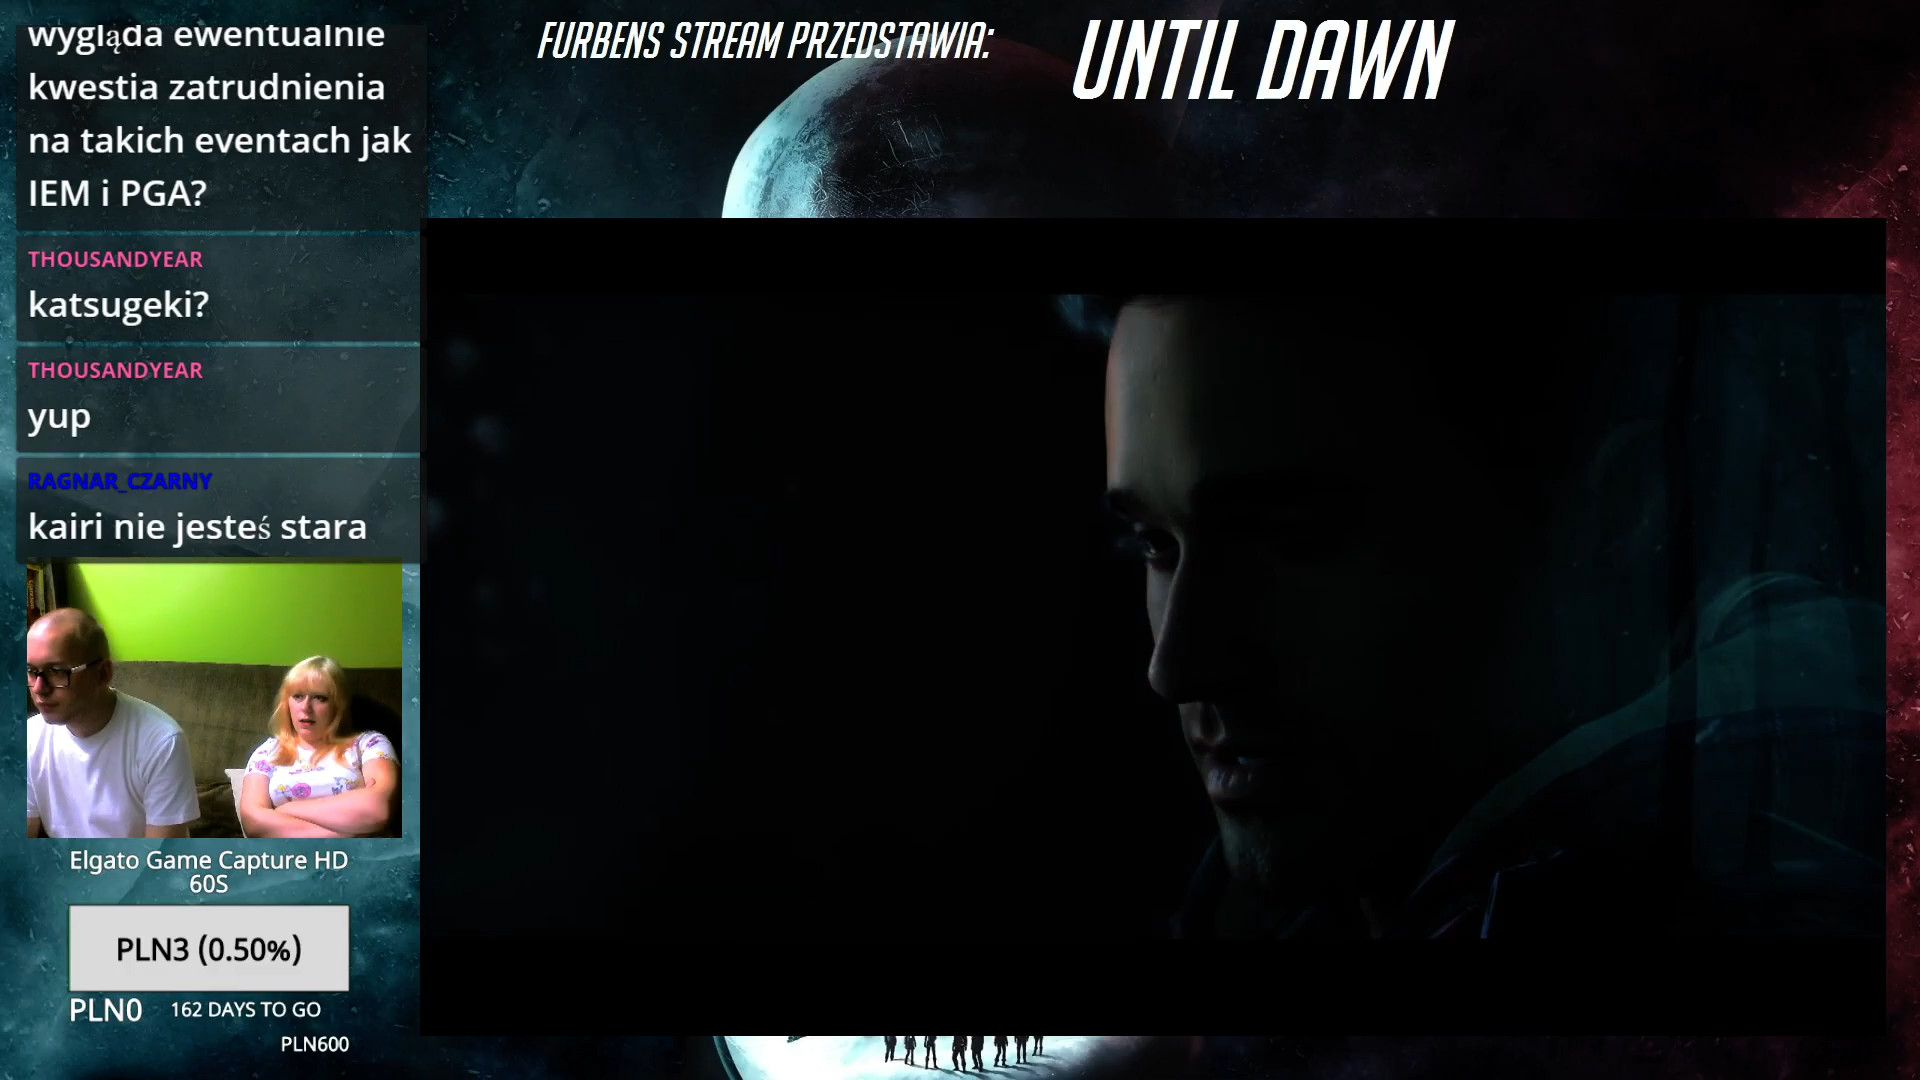 FURBENS STREAM PRZEDSTAWIA:
UNTIL DAWN
wygląda ewentualnie
kwestia zatrudnienia
na takich eventach jak
IEM i PGA?
THOUSANDYEAR
katsugeki?
THOUSANDYEAR
yup
RAGNAR_CZARNY
kairi nie jesteś stara
Elgato Game Capture HD
60S
PLN3 (0.50%)
PLN0 162 DAYS TO GO
PLN600